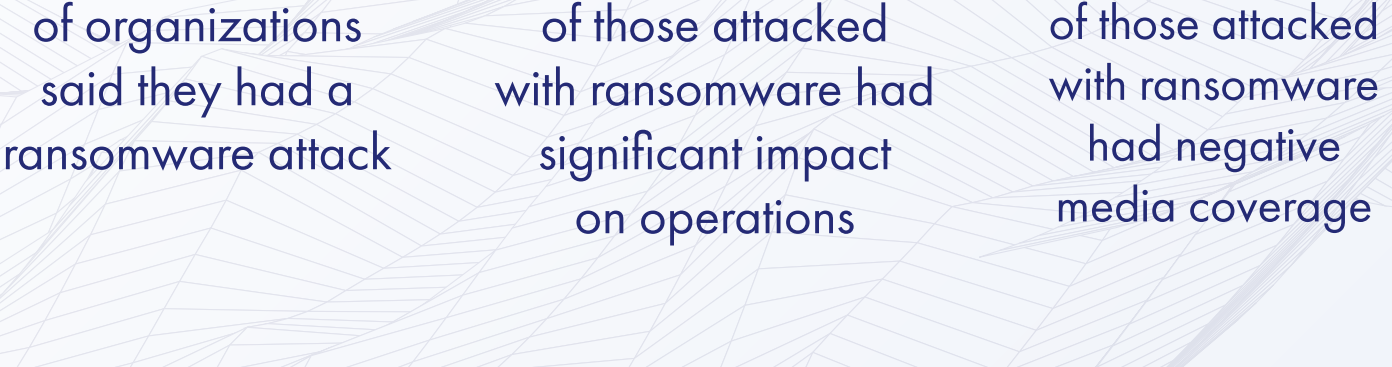 of organizations
said they had a
ransomware attack
of those attacked
with ransomware had
significant impact
on operations
of those attacked
with ransomware
had negative
media coverage